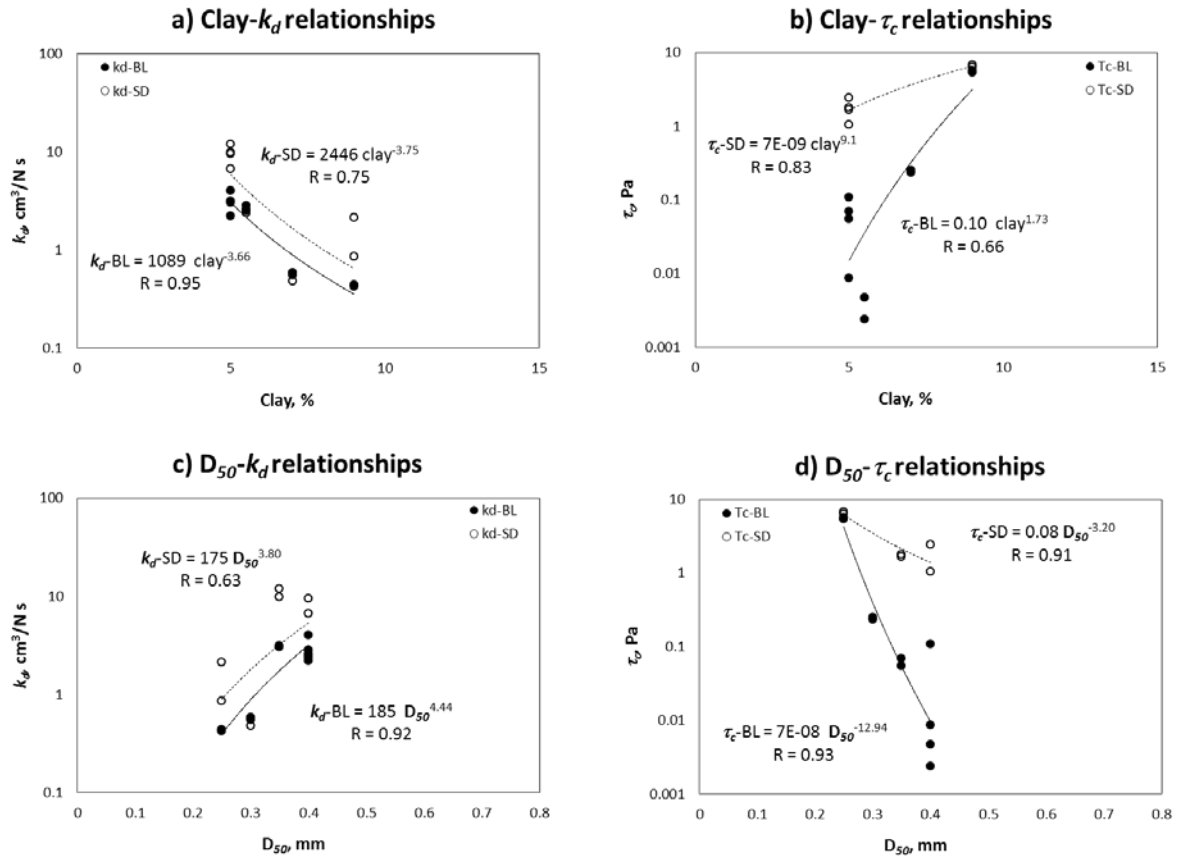 a) Clay-kd relationships
100
10
1
0.1
kd-BL
kd-SD
kd-SD = 2446 clay^-3.75
R = 0.75
kd-BL = 1089 clay^-3.66
R = 0.95
kd, cm³/N s
0
5
10
15
Clay, %
b) Clay-τc relationships
10
1
0.1
0.01
0.001
Tc-BL
Tc-SD
τc-SD = 7E-09 clay^9.1
R = 0.83
τc-BL = 0.10 clay^1.73
R = 0.66
τc, Pa
0
5
10
15
Clay, %
c) D50-kd relationships
100
10
1
0.1
kd-BL
kd-SD
kd-SD = 175 D50^3.80
R = 0.63
kd-BL = 185 D50^4.44
R = 0.92
kd, cm³/N s
0
0.1
0.2
0.3
0.4
0.5
0.6
0.7
0.8
D50, mm
d) D50-τc relationships
10
1
0.1
0.01
0.001
Tc-BL
Tc-SD
τc-SD = 0.08 D50^-3.20
R = 0.91
τc-BL = 7E-08 D50^-12.94
R = 0.93
τc, Pa
0
0.1
0.2
0.3
0.4
0.5
0.6
0.7
0.8
D50, mm